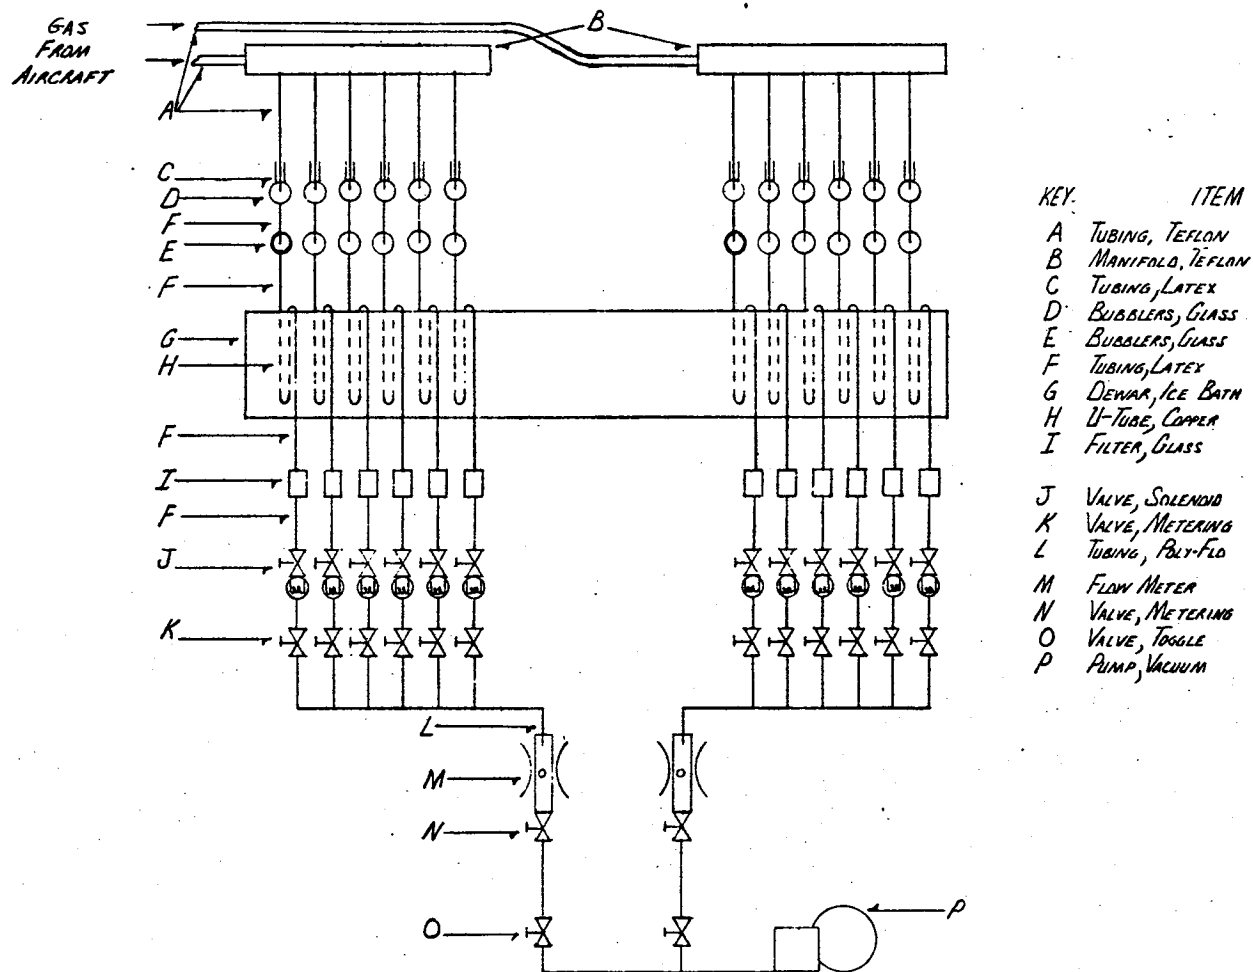 GAS
FROM
AIRCRAFT
B
A
C
D
F
E
F
G
H
F
I
F
J
K
L
M
N
O
P
KEY. ITEM
A TUBING, TEFLON
B MANIFOLD, TEFLON
C TUBING, LATEX
D BUBBLERS, GLASS
E BUBBLERS, GLASS
F TUBING, LATEX
G DEWAR, ICE BATH
H U-TUBE, COPPER
I FILTER, GLASS
J VALVE, SOLENOID
K VALVE, METERING
L TUBING, POLY-FLO
M FLOW METER
N VALVE, METERING
O VALVE, TOGGLE
P PUMP, VACUUM